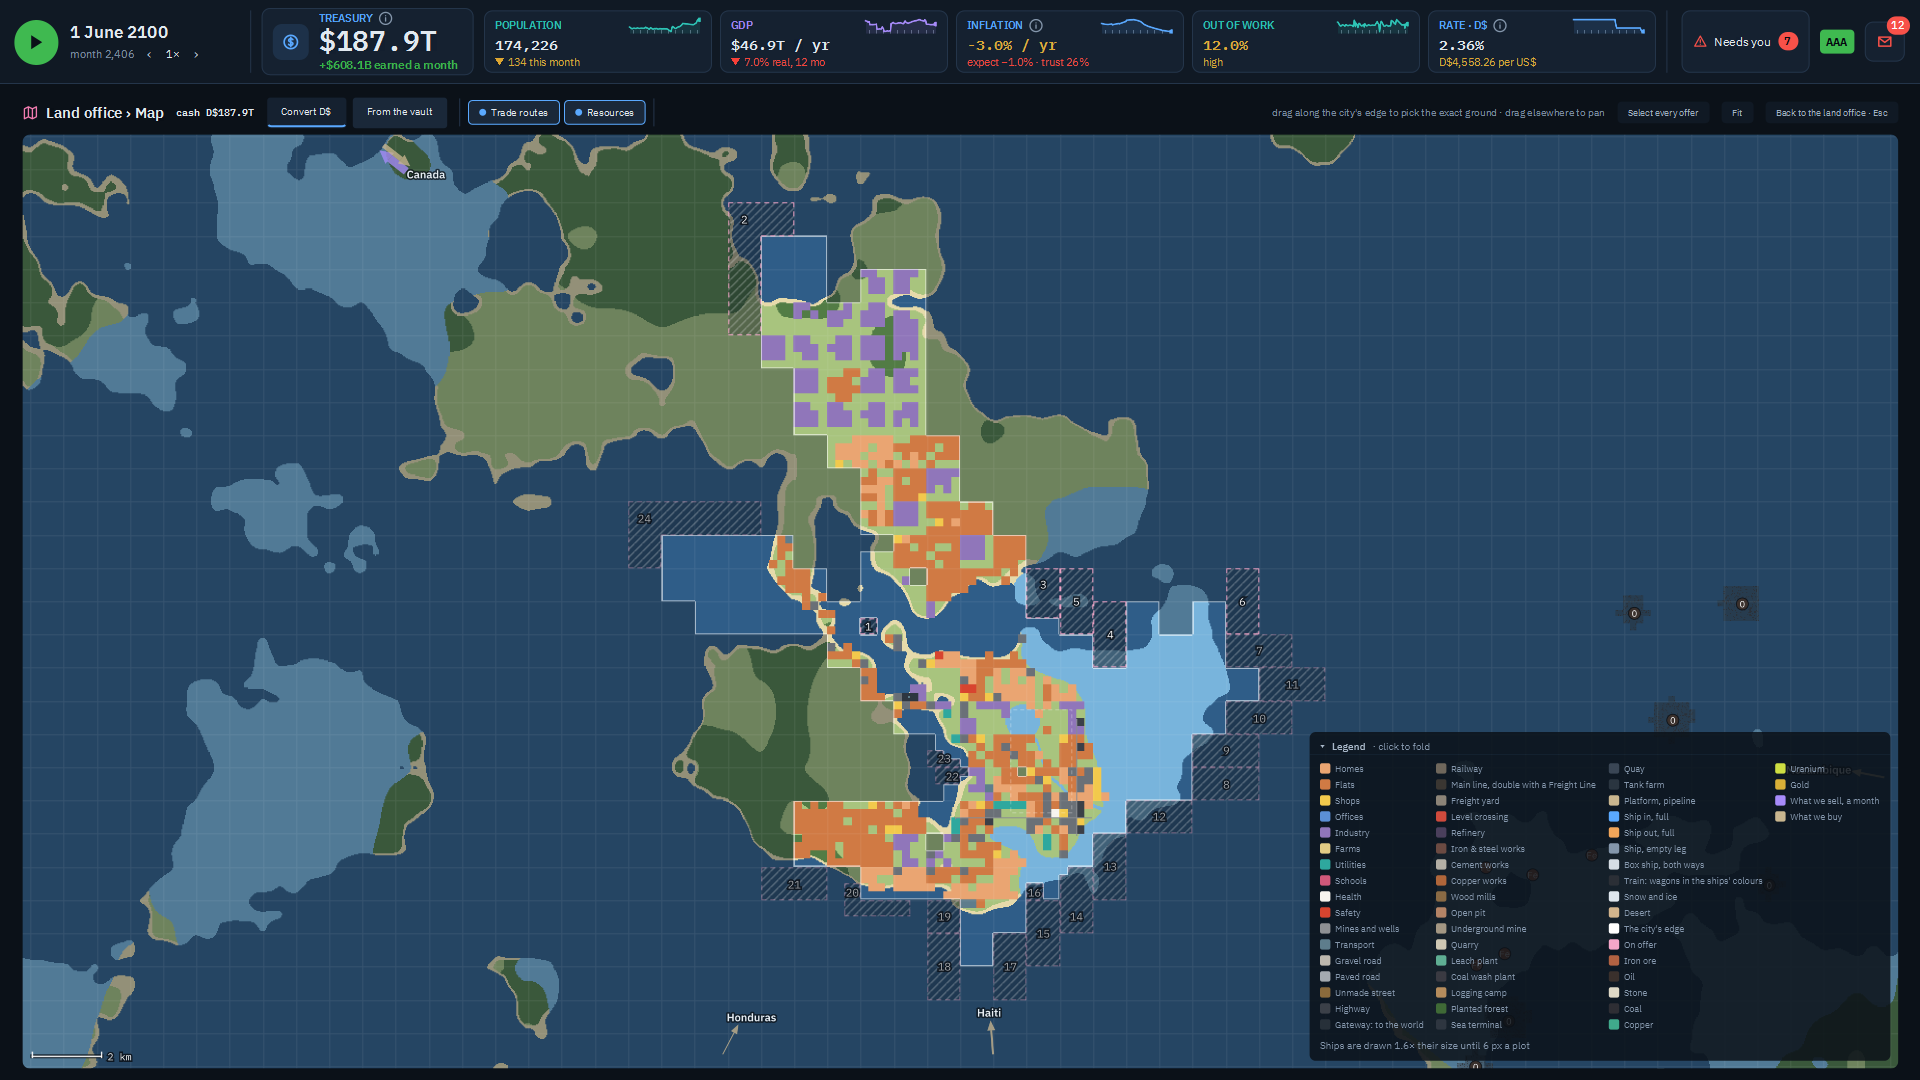 1 June 2100
month 2,406 ‹ 1× ›
TREASURY
$187.9T
+$608.1B earned a month
POPULATION
174,226
▼ 134 this month
GDP
$46.9T / yr
▼ 7.0% real, 12 mo
INFLATION
-3.0% / yr
expect −1.0% · trust 26%
OUT OF WORK
12.0%
high
RATE · D$
2.36%
D$4,558.26 per US$
Needs you 7
AAA
12
Land office › Map cash D$187.9T
Convert D$
From the vault
Trade routes
Resources
drag along the city's edge to pick the exact ground · drag elsewhere to pan
Select every offer
Fit
Back to the land office · Esc
Canada
2
24
3
5
6
4
1
7
11
10
9
8
12
13
23
22
21
20
19
16
14
15
18
17
0
0
0
Honduras
Haiti
2 km
Legend · click to fold
Homes
Flats
Shops
Offices
Industry
Farms
Utilities
Schools
Health
Safety
Mines and wells
Transport
Gravel road
Paved road
Unmade street
Highway
Gateway: to the world
Railway
Main line, double with a Freight Line
Freight yard
Level crossing
Refinery
Iron & steel works
Cement works
Copper works
Wood mills
Open pit
Underground mine
Quarry
Leach plant
Coal wash plant
Logging camp
Planted forest
Sea terminal
Quay
Tank farm
Platform, pipeline
Ship in, full
Ship out, full
Ship, empty leg
Box ship, both ways
Train: wagons in the ships' colours
Snow and ice
Desert
The city's edge
On offer
Iron ore
Oil
Stone
Coal
Copper
Uranium
Gold
What we sell, a month
What we buy
Ships are drawn 1.6× their size until 6 px a plot
0